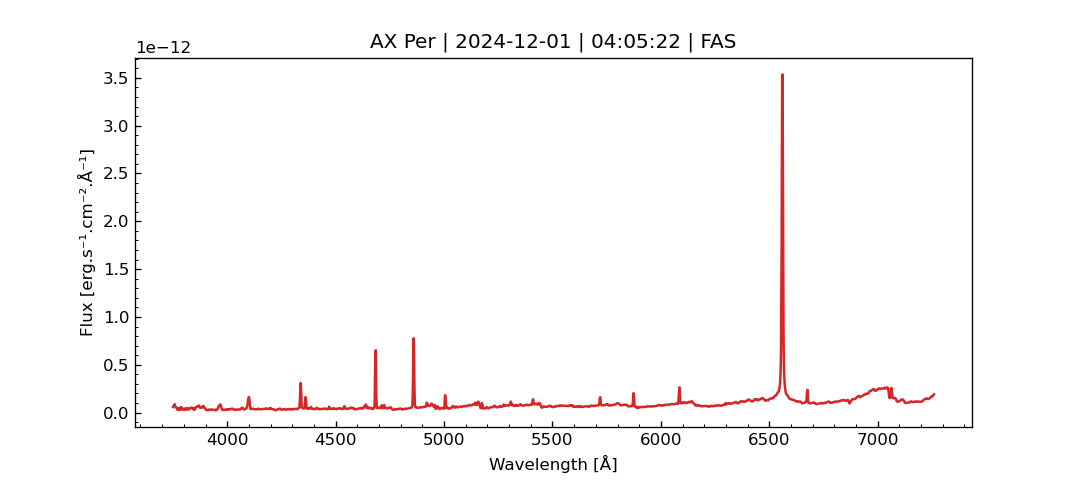 AX Per | 2024-12-01 | 04:05:22 | FAS
1e−12
3.5
3.0
2.5
2.0
1.5
1.0
0.5
0.0
Flux [erg.s⁻¹.cm⁻².Å⁻¹]
4000 4500 5000 5500 6000 6500 7000
Wavelength [Å]